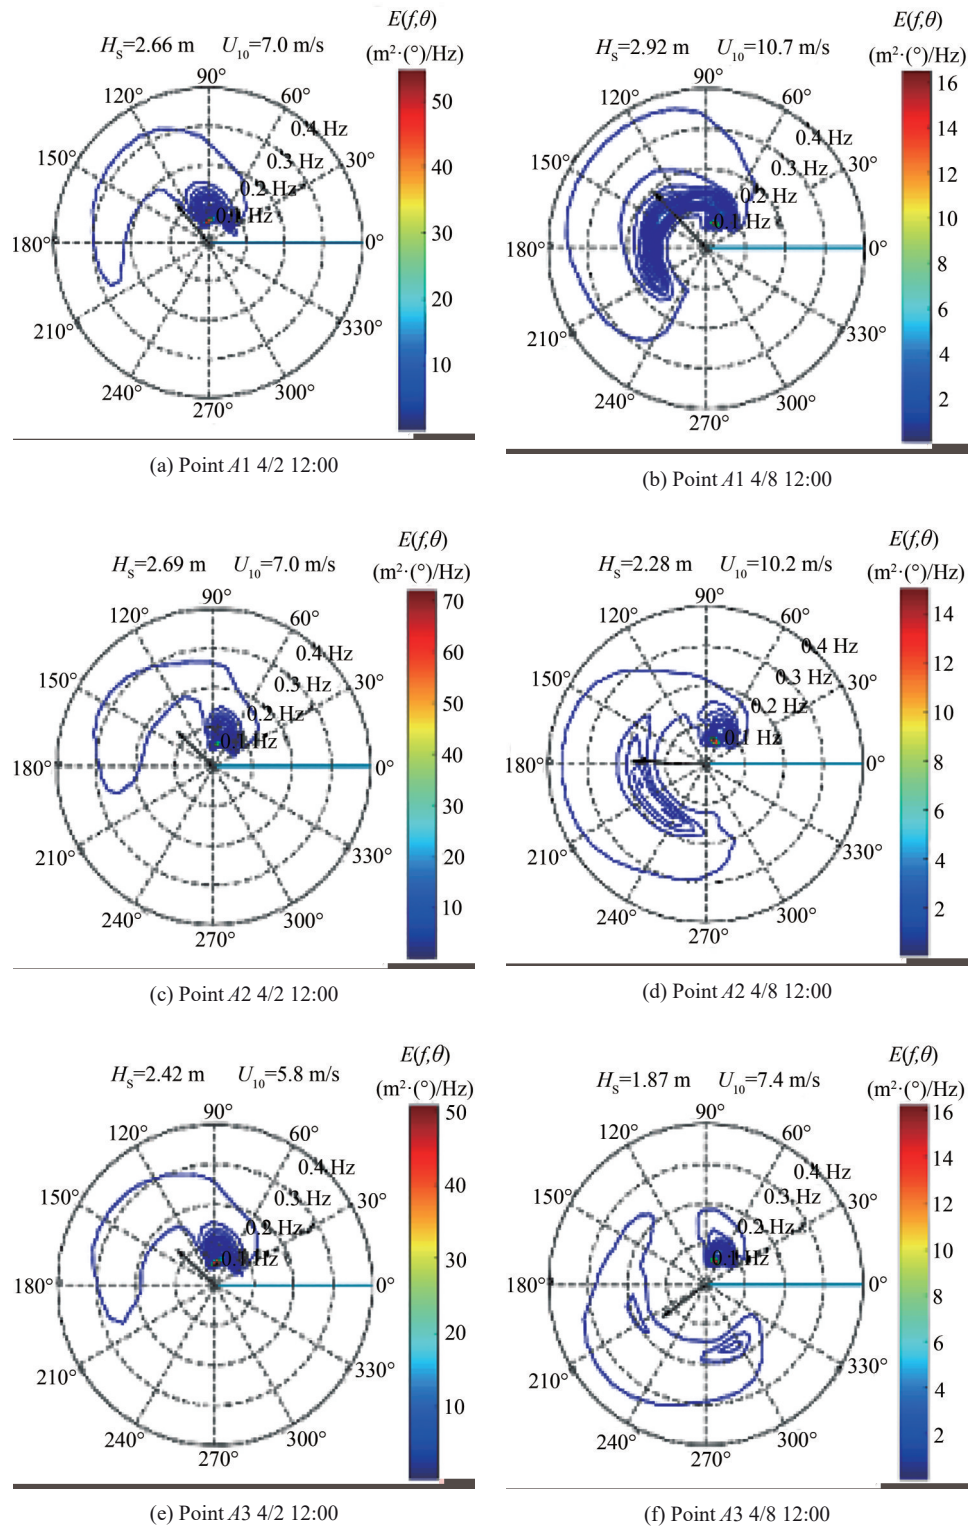 E(f,θ)
Hs=2.66 m U10=7.0 m/s
(m²·(°)/Hz)
90°
120° 60°
0.4 Hz
150° 0.3 Hz 30°
0.2 Hz
0.1 Hz
180° 0°
210° 330°
240° 300°
270°
50
40
30
20
10
(a) Point A1 4/2 12:00
E(f,θ)
Hs=2.92 m U10=10.7 m/s
(m²·(°)/Hz)
90°
120° 60°
0.4 Hz
150° 0.3 Hz 30°
0.2 Hz
0.1 Hz
180° 0°
210° 330°
240° 300°
270°
16
14
12
10
8
6
4
2
(b) Point A1 4/8 12:00
E(f,θ)
Hs=2.69 m U10=7.0 m/s
(m²·(°)/Hz)
90°
120° 60°
0.4 Hz
150° 0.3 Hz 30°
0.2 Hz
0.1 Hz
180° 0°
210° 330°
240° 300°
270°
70
60
50
40
30
20
10
(c) Point A2 4/2 12:00
E(f,θ)
Hs=2.28 m U10=10.2 m/s
(m²·(°)/Hz)
90°
120° 60°
0.4 Hz
150° 0.3 Hz 30°
0.2 Hz
0.1 Hz
180° 0°
210° 330°
240° 300°
270°
14
12
10
8
6
4
2
(d) Point A2 4/8 12:00
E(f,θ)
Hs=2.42 m U10=5.8 m/s
(m²·(°)/Hz)
90°
120° 60°
0.4 Hz
150° 0.3 Hz 30°
0.2 Hz
0.1 Hz
180° 0°
210° 330°
240° 300°
270°
50
40
30
20
10
(e) Point A3 4/2 12:00
E(f,θ)
Hs=1.87 m U10=7.4 m/s
(m²·(°)/Hz)
90°
120° 60°
0.4 Hz
150° 0.3 Hz 30°
0.2 Hz
0.1 Hz
180° 0°
210° 330°
240° 300°
270°
16
14
12
10
8
6
4
2
(f) Point A3 4/8 12:00